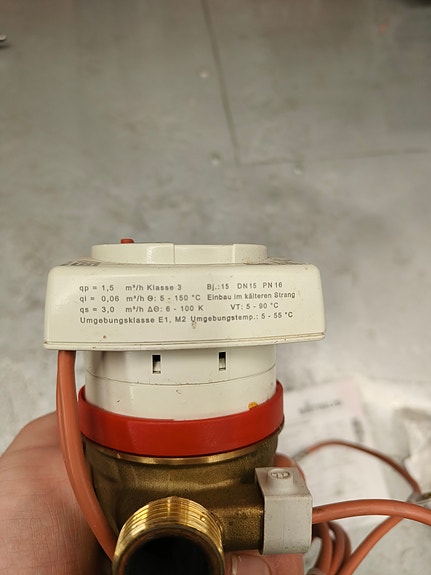 qp = 1,5 m³/h Klasse 3 Bj.:15 DN15 PN16
qi = 0,06 m³/h Θ: 5 - 150 °C Einbau im kälteren Strang
qs = 3,0 m³/h ΔΘ: 6 - 100 K VT: 5 - 90 °C
Umgebungsklasse E1, M2 Umgebungstemp.: 5 - 55 °C